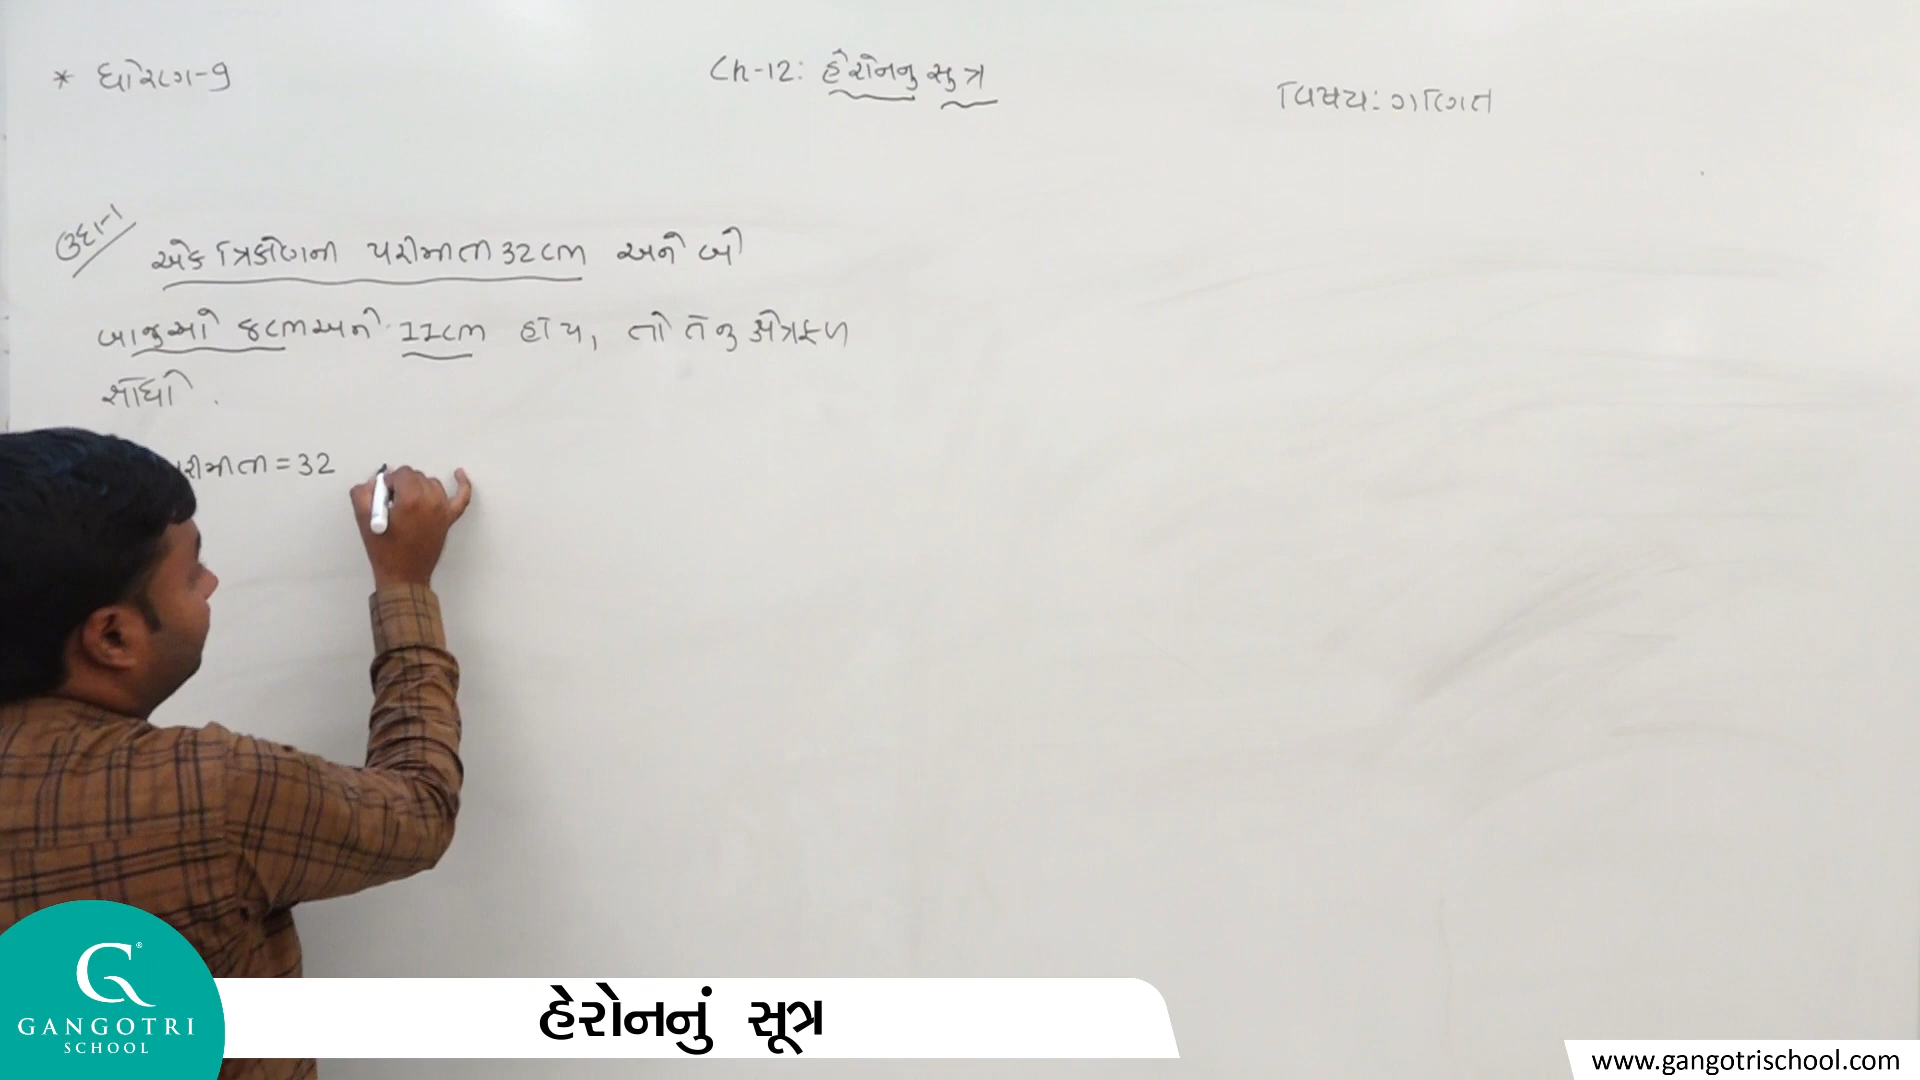 * ધોરણ-9
Ch-12: હેરોનનુ સુત્ર
વિષય: ગણિત
ઉદા-1
એક ત્રિકોણની પરીમીતી 32cm અને બે
બાજુઓ 8cm અને 11cm હોય, તો તેનુ ક્ષેત્રફળ
સોધો.
રીમીતી = 32
G®
GANGOTRI
SCHOOL
હેરોનનું સૂત્ર
www.gangotrischool.com